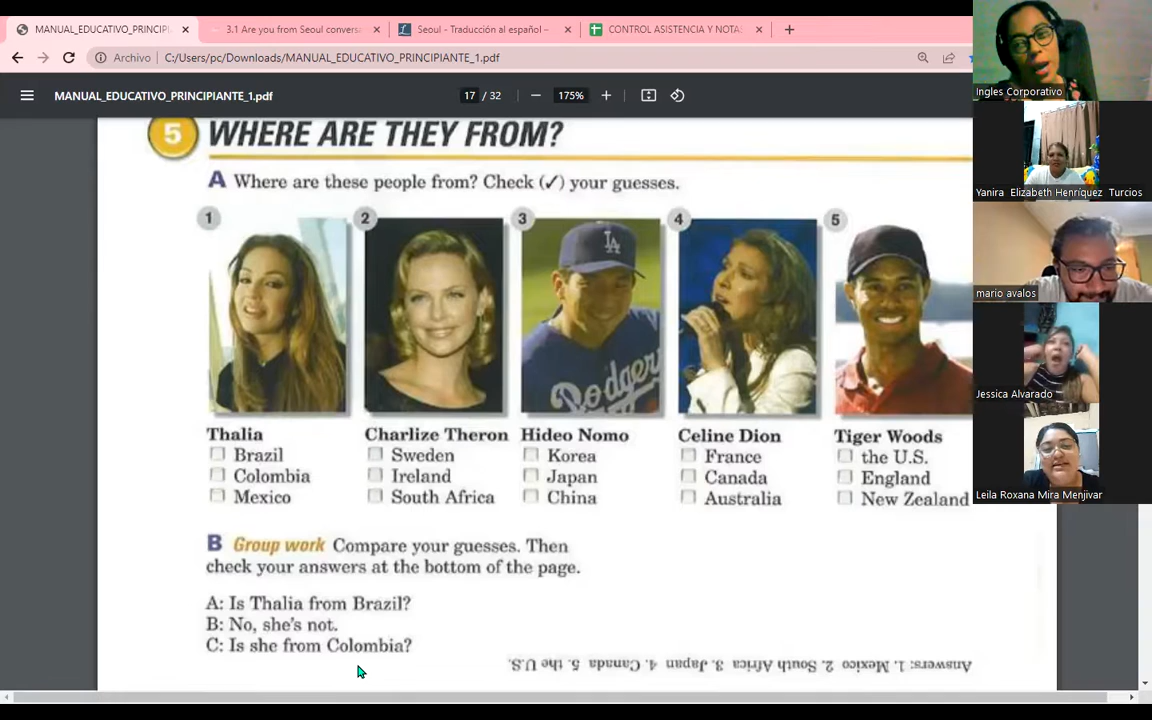 MANUAL_EDUCATIVO_PRINCIPI
3.1 Are you from Seoul convers
Seoul - Traducción al español –
CONTROL ASISTENCIA Y NOTAS
Archivo
C:/Users/pc/Downloads/MANUAL_EDUCATIVO_PRINCIPIANTE_1.pdf
MANUAL_EDUCATIVO_PRINCIPIANTE_1.pdf
17 / 32
175%
5 WHERE ARE THEY FROM?
A Where are these people from? Check (✓) your guesses.
1 2 3 4 5
LA
Dodgers
Thalia Charlize Theron Hideo Nomo Celine Dion Tiger Woods
Brazil Sweden Korea France the U.S.
Colombia Ireland Japan Canada England
Mexico South Africa China Australia New Zealand
B Group work Compare your guesses. Then
check your answers at the bottom of the page.
A: Is Thalia from Brazil?
B: No, she's not.
C: Is she from Colombia?
Answers: 1. Mexico 2. South Africa 3. Japan 4. Canada 5. the U.S.
Ingles Corporativo
Yanira Elizabeth Henríquez Turcios
mario avalos
Jessica Alvarado
Leila Roxana Mira Menjivar